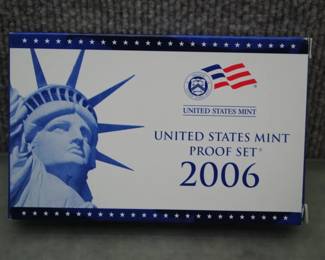 UNITED STATES MINT
UNITED STATES MINT
PROOF SET®
2006